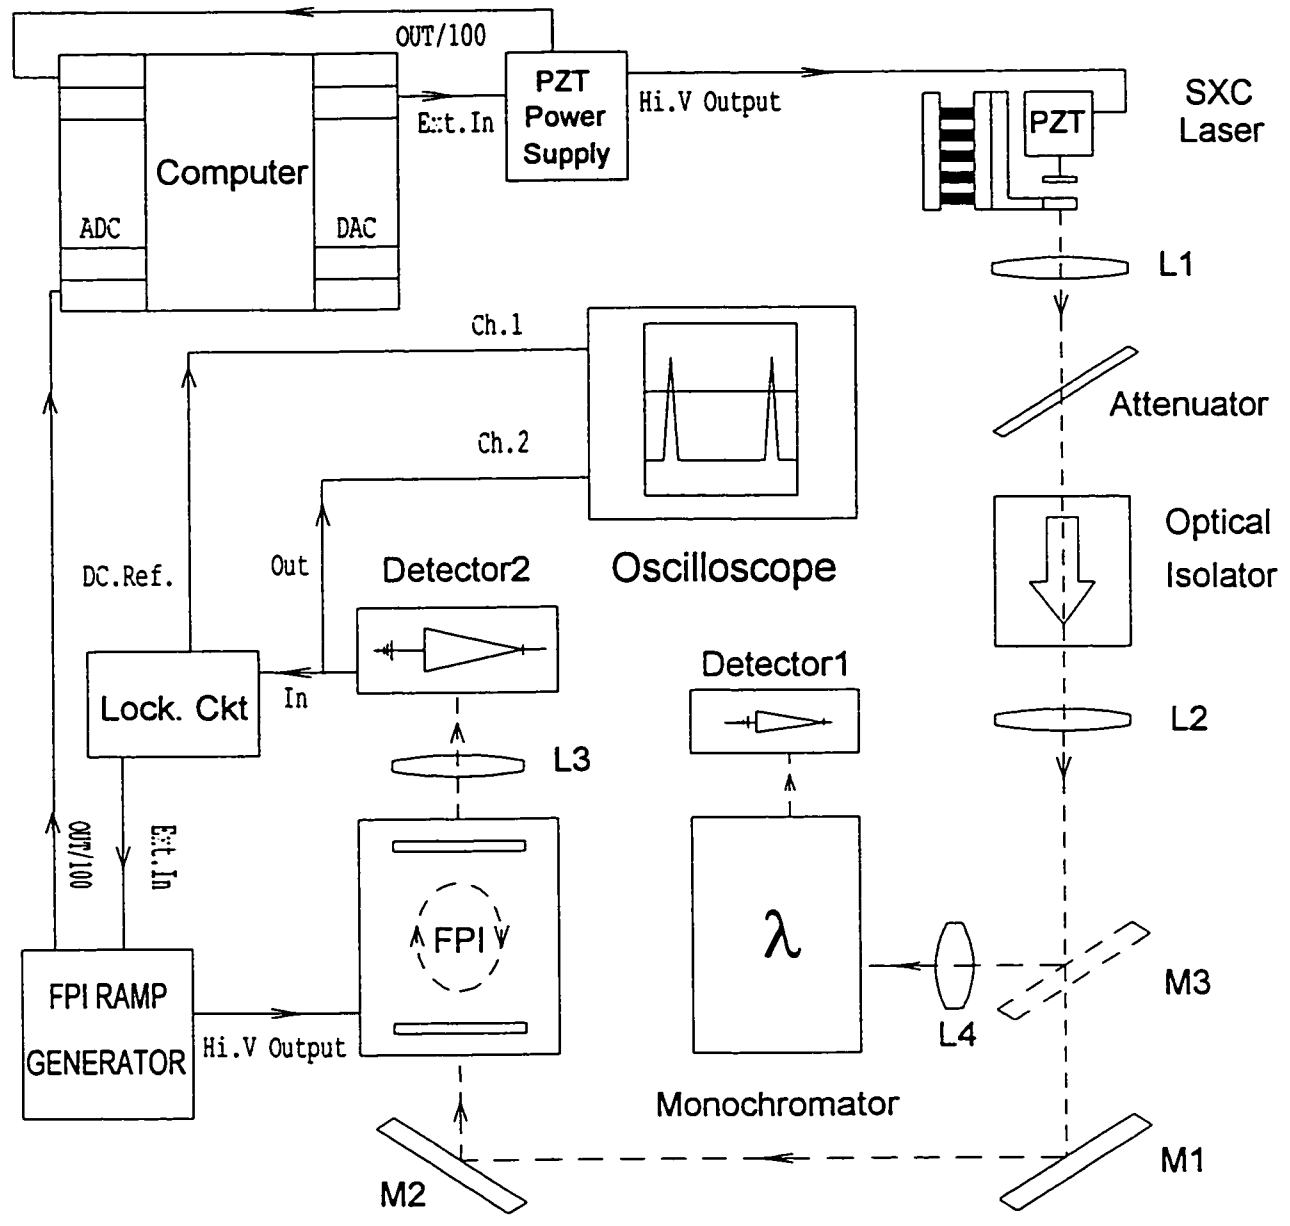 OUT/100
PZT
Power
Supply
Ext.In
Hi.V Output
SXC
Laser
PZT
Computer
ADC
DAC
L1
Ch.1
Attenuator
Ch.2
Optical
Isolator
Oscilloscope
Out
Detector2
DC.Ref.
Detector1
In
Lock. Ckt
L2
L3
OUT/100
Ext.In
λ
FPI
M3
L4
FPI RAMP
GENERATOR
Hi.V Output
Monochromator
M1
M2